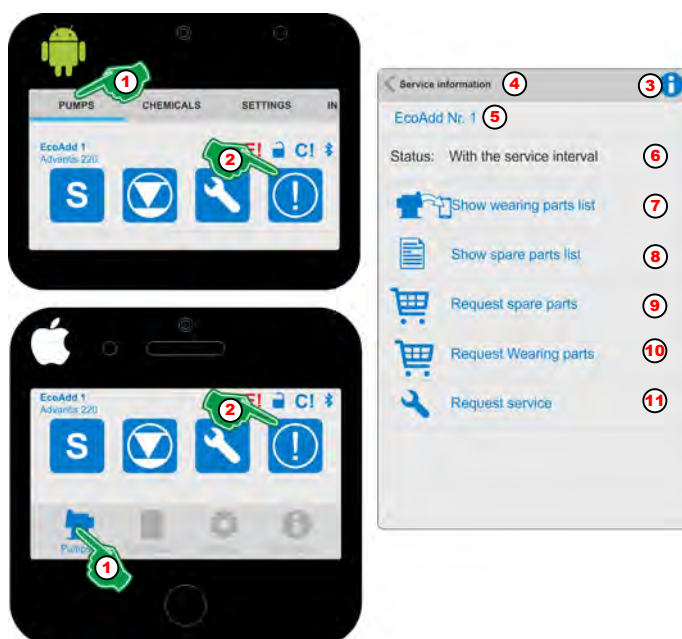 1
PUMPS CHEMICALS SETTINGS IN
EcoAdd 1
Advantis 220
2
E! C!
S
EcoAdd 1
Advantis 220
2
E! C!
S
Pumps
1
Service information 4 3
EcoAdd Nr. 1 5
Status: With the service interval 6
Show wearing parts list 7
Show spare parts list 8
Request spare parts 9
Request Wearing parts 10
Request service 11